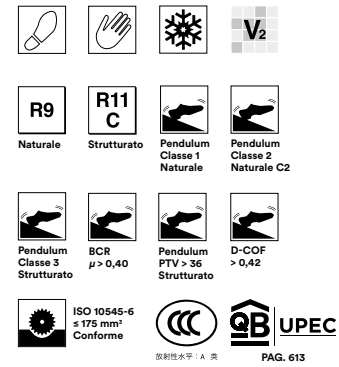 V2
R9
R11
C
Naturale
Strutturato
Pendulum
Classe 1
Naturale
Pendulum
Classe 2
Naturale C2
Pendulum
Classe 3
Strutturato
BCR
μ > 0,40
Pendulum
PTV > 36
Strutturato
D-COF
> 0,42
ISO 10545-6
≤ 175 mm³
Conforme
CCC
放射性水平：A 类
QB UPEC
PAG. 613